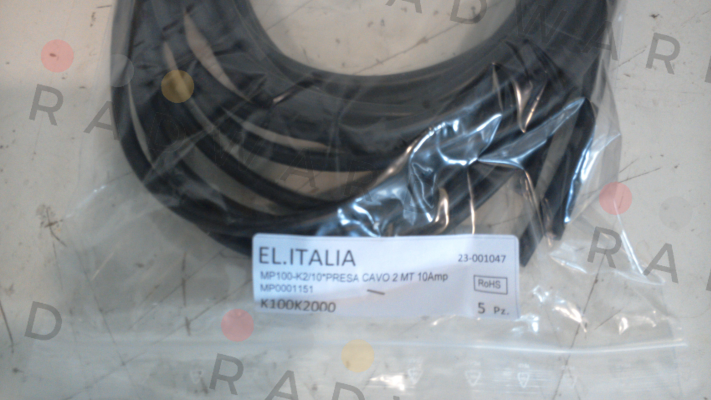 EL.ITALIA
23-001047
MP100-K2/10*PRESA CAVO 2 MT 10Amp
MP0001151
RoHS
K100K2000
5 Pz.